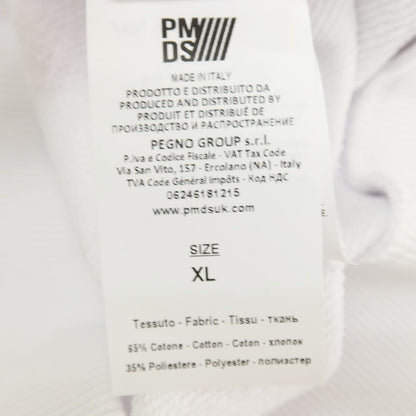 PM
DS
MADE IN ITALY
PRODOTTO E DISTRIBUITO DA
PRODUCED AND DISTRIBUTED BY
PRODUIT ET DISTRIBUÉ DE
ПРОИЗВОДСТВО И РАСПРОСТРАНЕНИЕ
PEGNO GROUP s.r.l.
P.Iva e Codice Fiscale - VAT Tax Code
Via San Vito, 157 - Ercolano (NA) - Italy
TVA Code Général Impôts - Код НДС
06246181215
www.pmdsuk.com
SIZE
XL
Tessuto - Fabric - Tissu - ткань
65% Cotone - Cotton - Coton - хлопок
35% Poliestere - Polyester - полиэстер